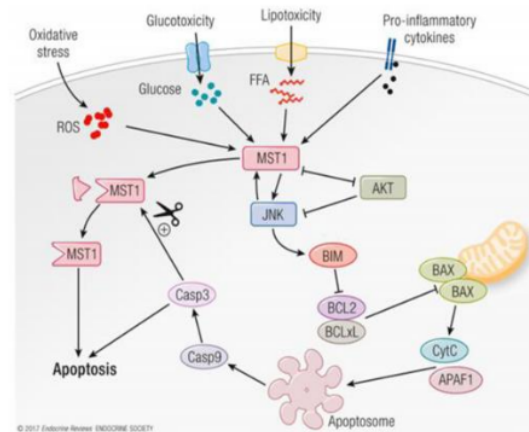 Oxidative
stress
Glucotoxicity
Lipotoxicity
Pro-inflammatory
cytokines
Glucose
FFA
ROS
MST1
MST1
AKT
JNK
MST1
BIM
BAX
BAX
BCL2
BCLxL
Casp3
CytC
APAF1
Casp9
Apoptosis
Apoptosome
© 2017 Endocrine Reviews ENDOCRINE SOCIETY